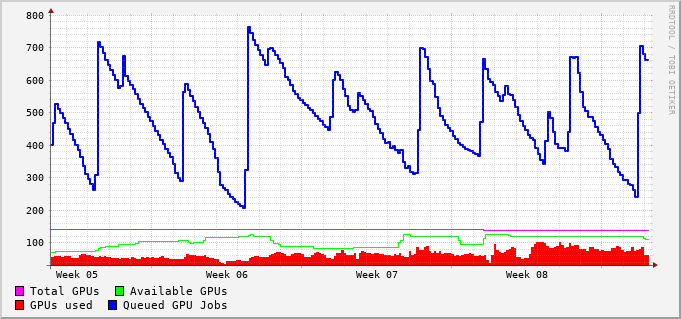 800
700
600
500
400
300
200
100
Week 05 Week 06 Week 07 Week 08
Total GPUs Available GPUs
GPUs used Queued GPU Jobs
RRDTOOL / TOBI OETIKER